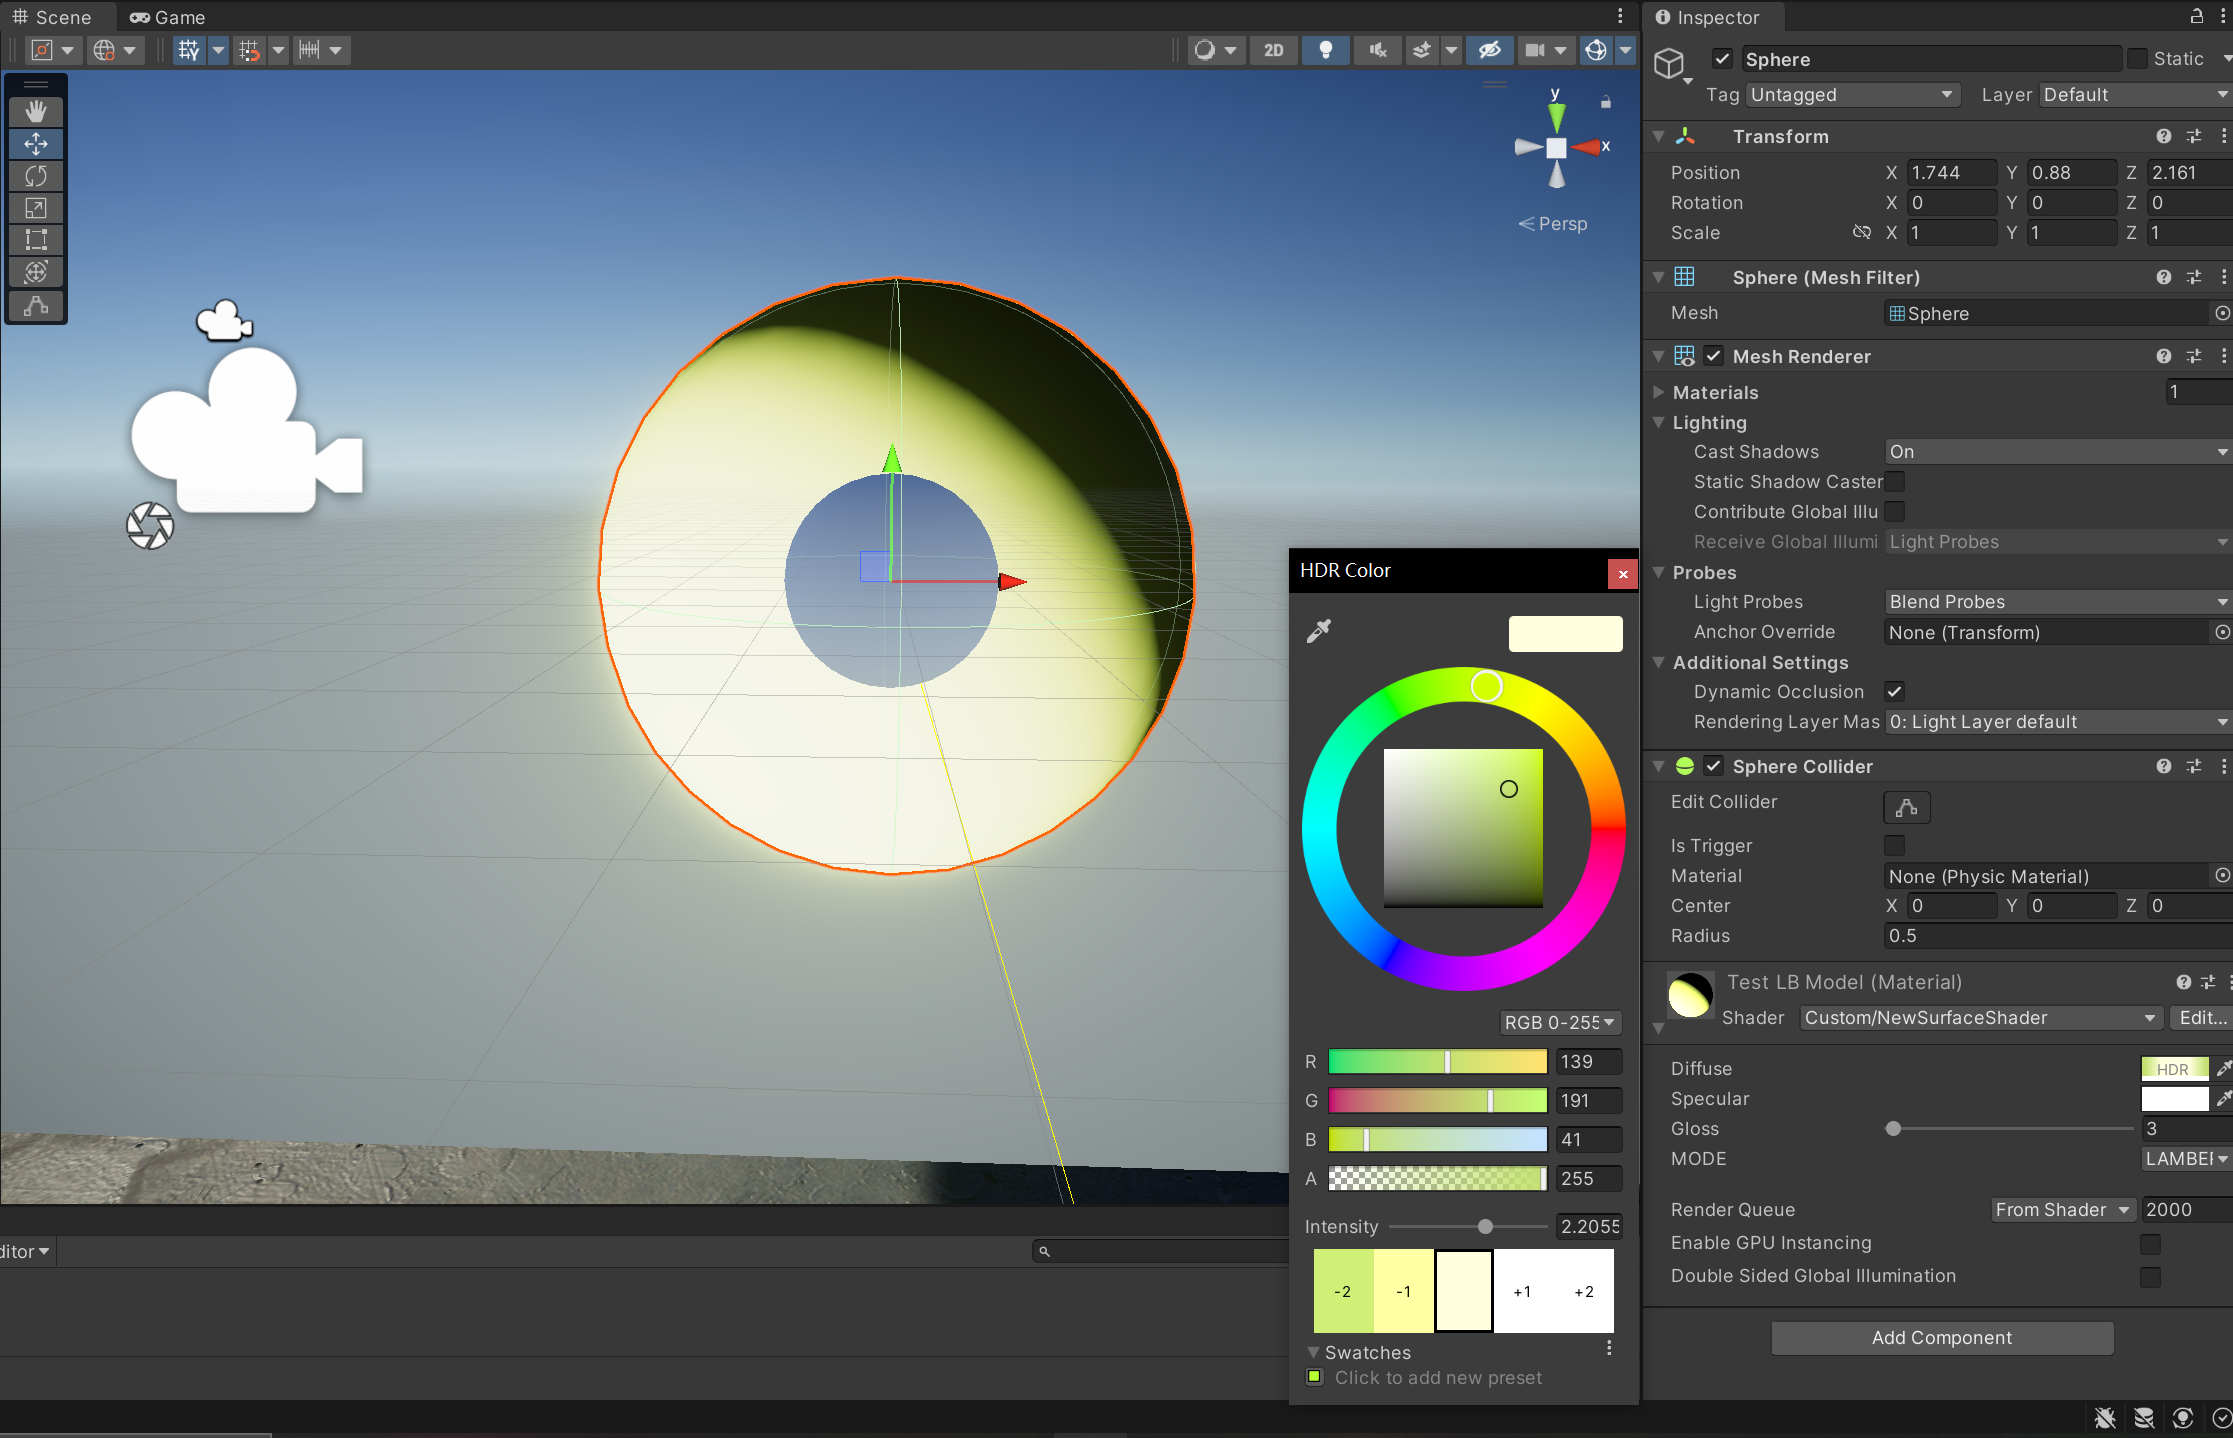 Scene
Game
2D
y
x
Persp
Inspector
Sphere
Static
Tag Untagged
Layer Default
Transform
Position X 1.744 Y 0.88 Z 2.161
Rotation X 0 Y 0 Z 0
Scale X 1 Y 1 Z 1
Sphere (Mesh Filter)
Mesh Sphere
Mesh Renderer
Materials 1
Lighting
Cast Shadows On
Static Shadow Caster
Contribute Global Illu
Receive Global Illumi Light Probes
Probes
Light Probes Blend Probes
Anchor Override None (Transform)
Additional Settings
Dynamic Occlusion
Rendering Layer Mas 0: Light Layer default
Sphere Collider
Edit Collider
Is Trigger
Material None (Physic Material)
Center X 0 Y 0 Z 0
Radius 0.5
Test LB Model (Material)
Shader Custom/NewSurfaceShader Edit...
Diffuse HDR
Specular
Gloss 3
MODE LAMBE
Render Queue From Shader 2000
Enable GPU Instancing
Double Sided Global Illumination
Add Component
HDR Color
x
RGB 0-255
R 139
G 191
B 41
A 255
Intensity 2.2055
-2 -1 +1 +2
Swatches
Click to add new preset
ditor